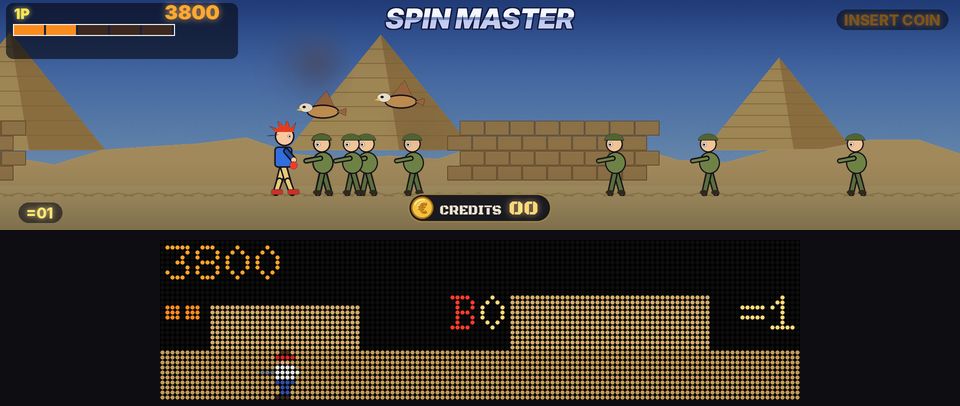 1P 3800
SPIN MASTER
INSERT COIN
=01
CREDITS 00
3800
B0 =1